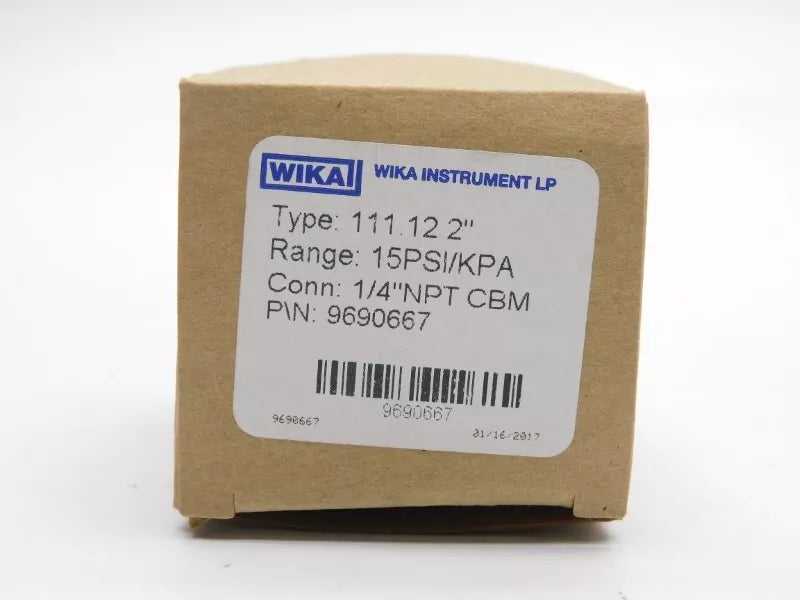 WIKA WIKA INSTRUMENT LP
Type: 111.12 2"
Range: 15PSI/KPA
Conn: 1/4"NPT CBM
P\N: 9690667
9690667
9690667 01/16/2017